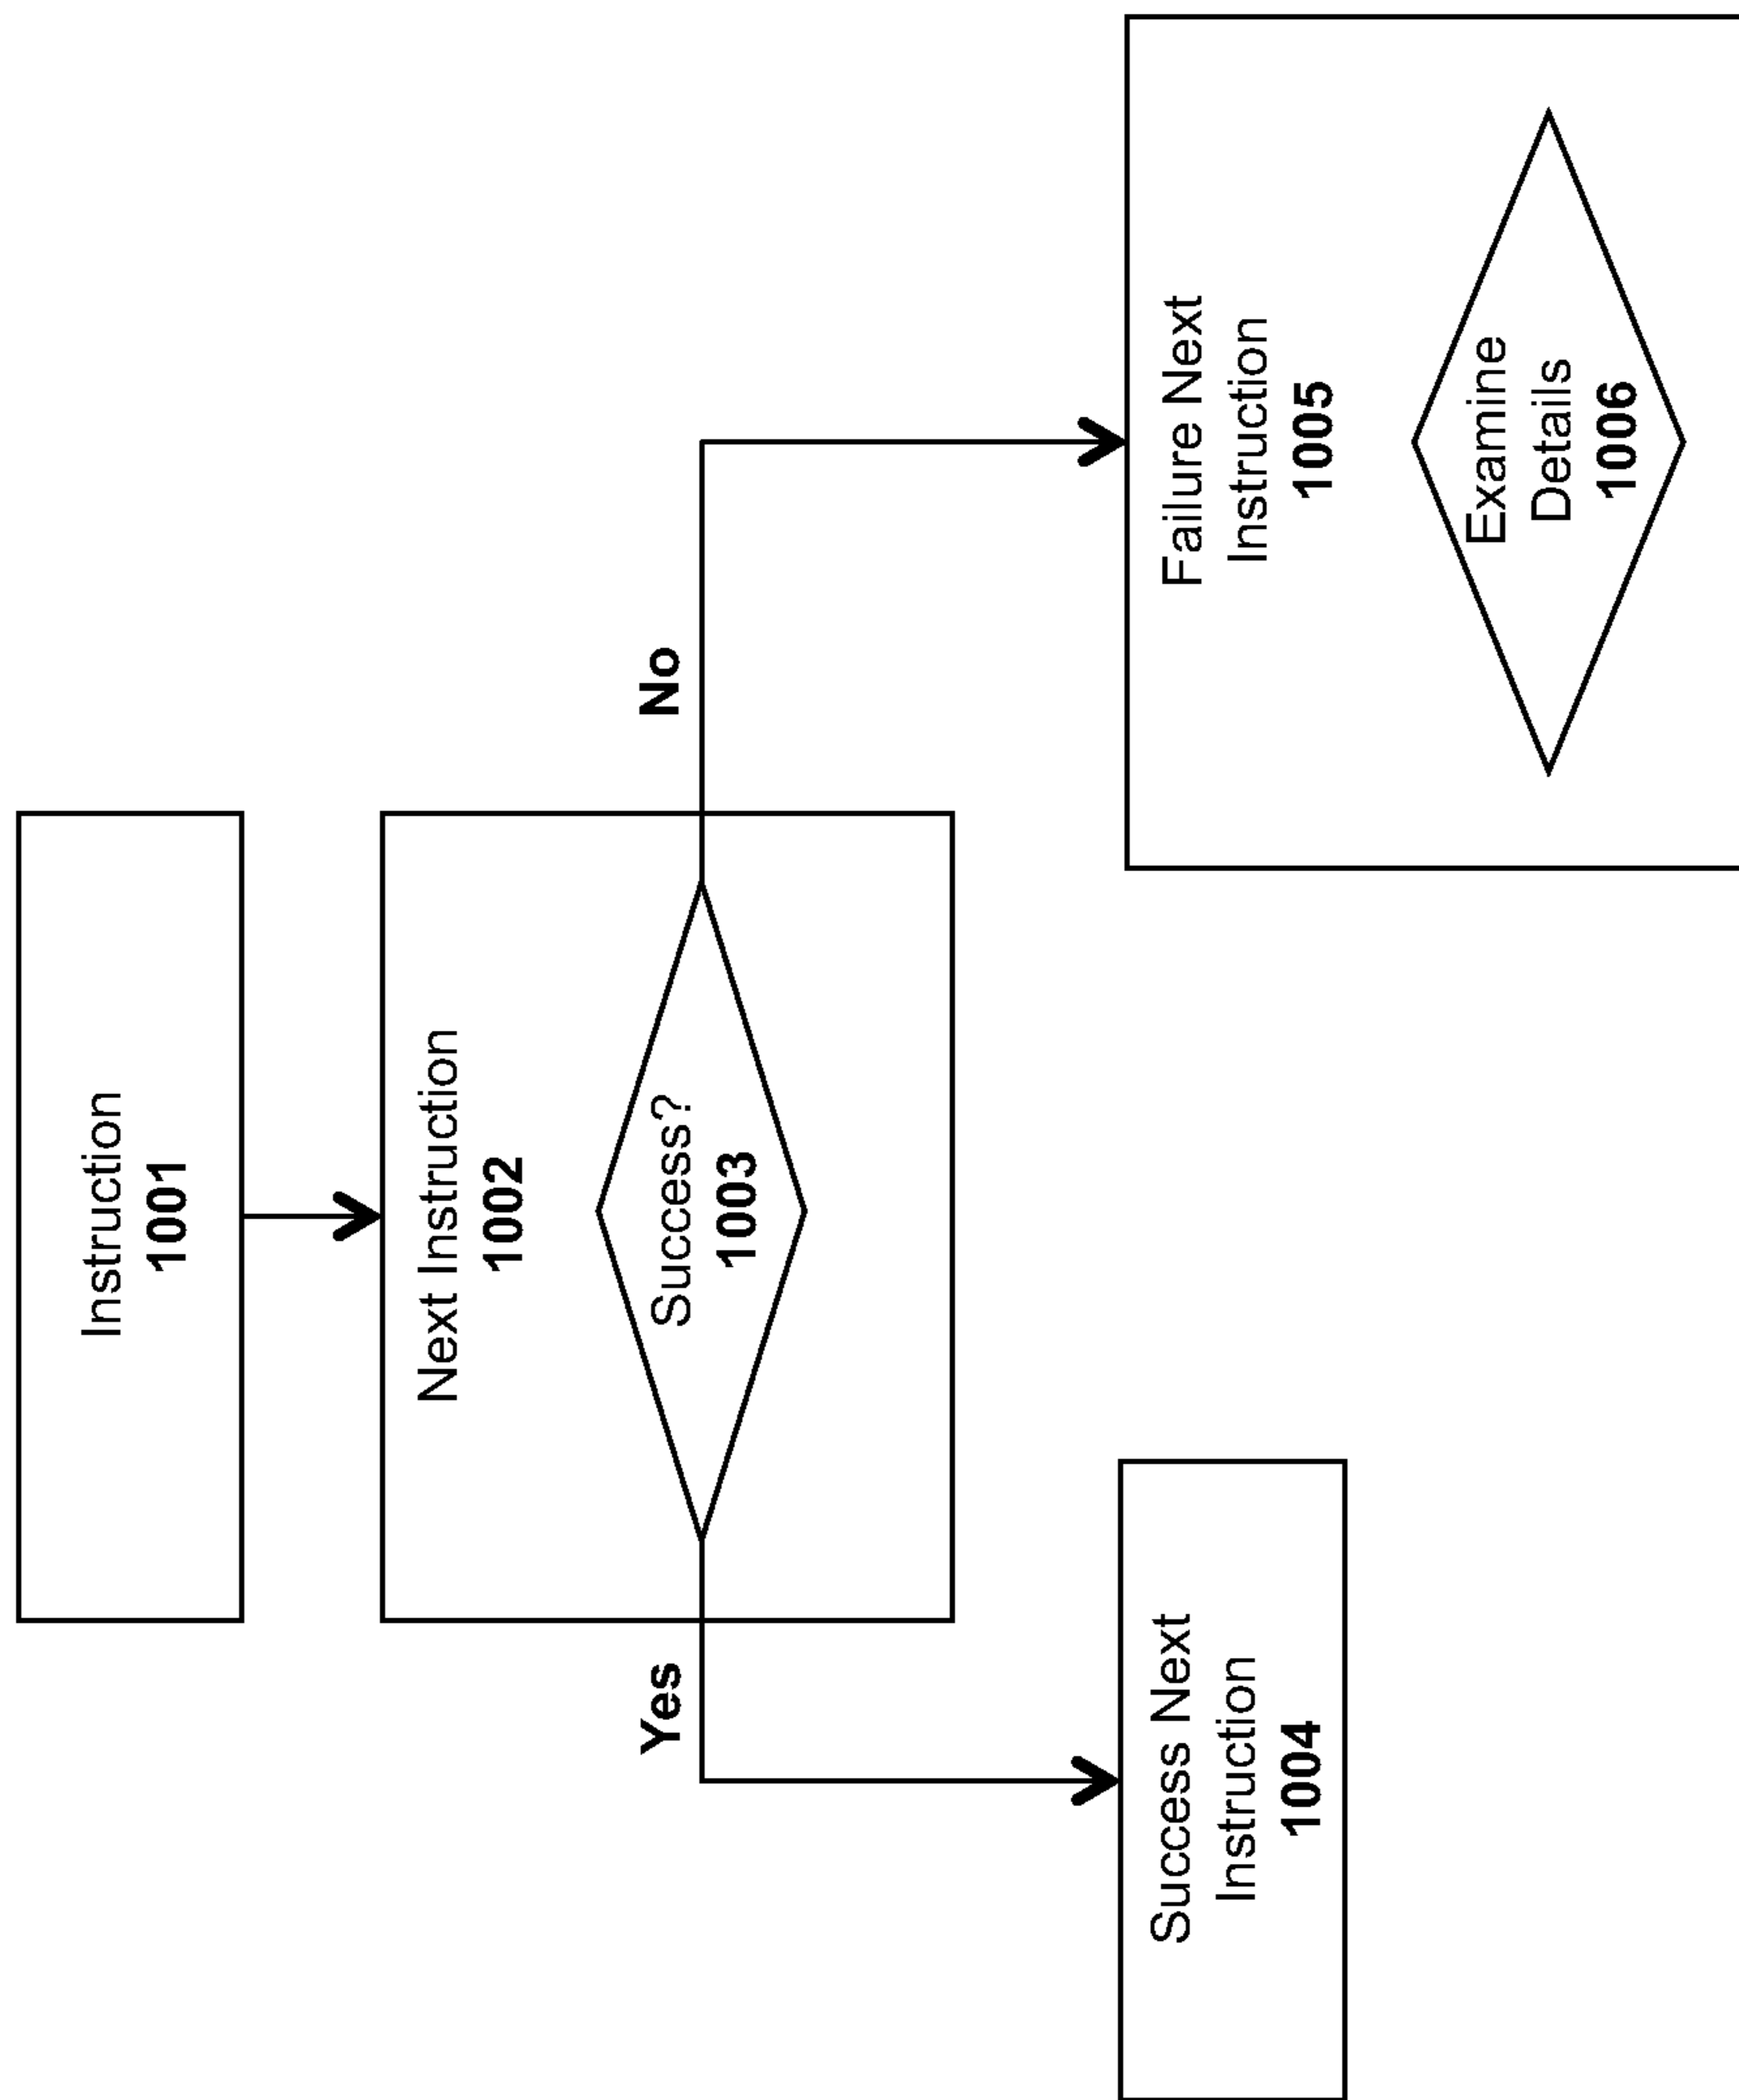 Instruction
1001
Next Instruction
1002
Success?
1003
Yes
No
Success Next
Instruction
1004
Failure Next
Instruction
1005
Examine
Details
1006